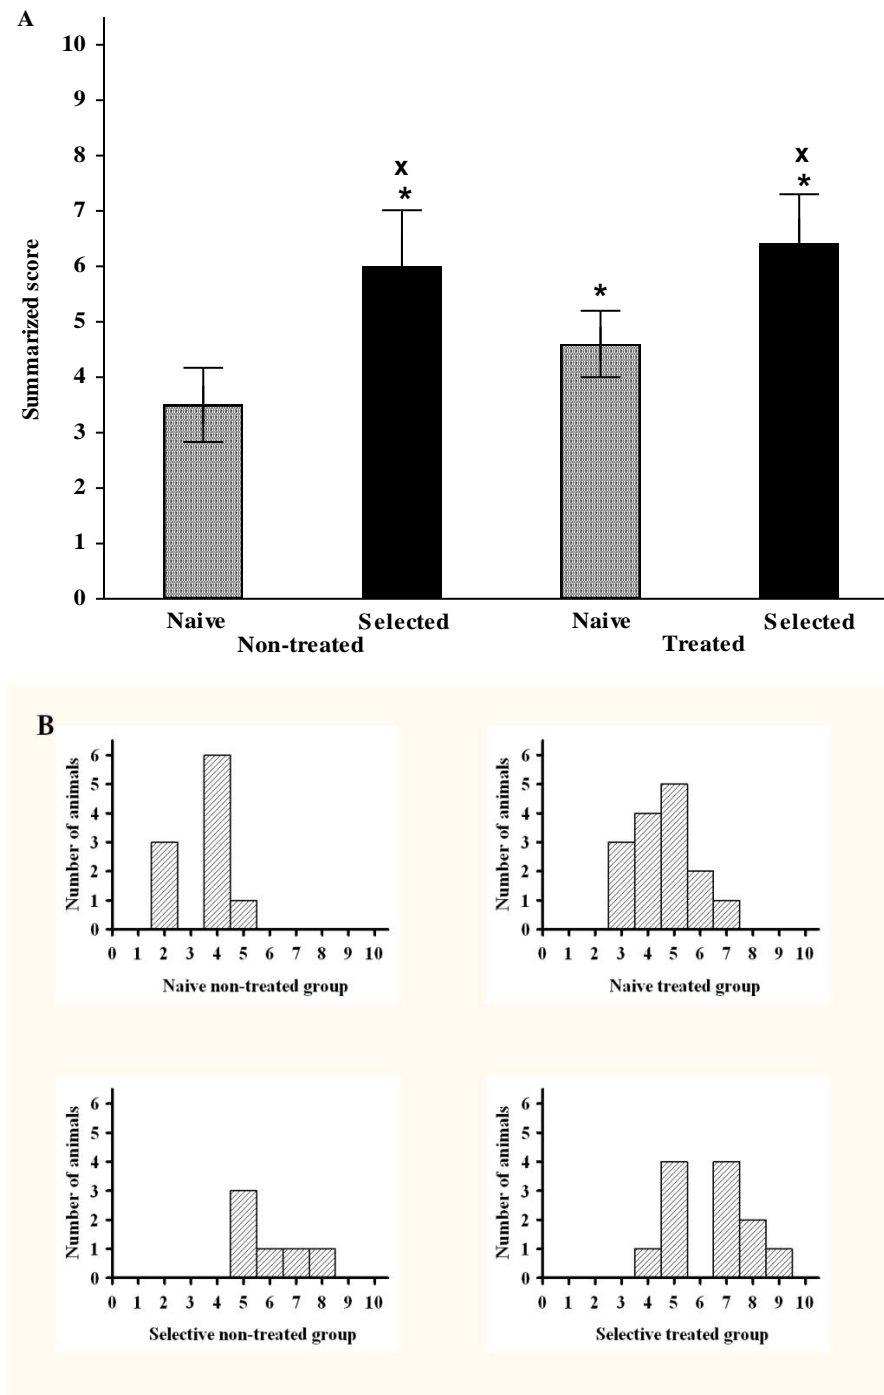 A
10
9
8
7
6
5
4
3
2
1
0
Summarized score
x
*
*
x
*
Naive Selected Naive Selected
Non-treated Treated
B
Number of animals
6
5
4
3
2
1
0
0 1 2 3 4 5 6 7 8 9 10
Naive non-treated group
Number of animals
6
5
4
3
2
1
0
0 1 2 3 4 5 6 7 8 9 10
Naive treated group
Number of animals
6
5
4
3
2
1
0
0 1 2 3 4 5 6 7 8 9 10
Selective non-treated group
Number of animals
6
5
4
3
2
1
0
0 1 2 3 4 5 6 7 8 9 10
Selective treated group